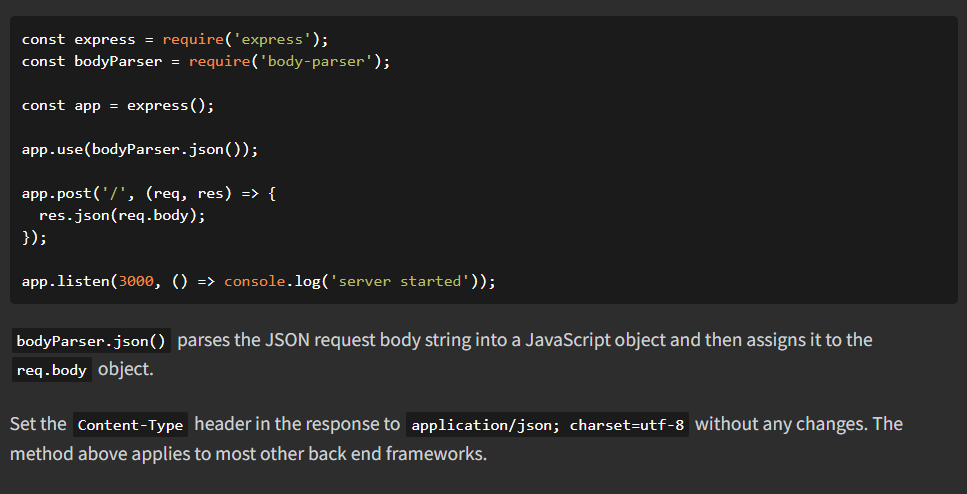 const express = require('express');
const bodyParser = require('body-parser');
const app = express();
app.use(bodyParser.json());
app.post('/', (req, res) => {
  res.json(req.body);
});
app.listen(3000, () => console.log('server started'));
bodyParser.json() parses the JSON request body string into a JavaScript object and then assigns it to the
req.body object.
Set the Content-Type header in the response to application/json; charset=utf-8 without any changes. The
method above applies to most other back end frameworks.